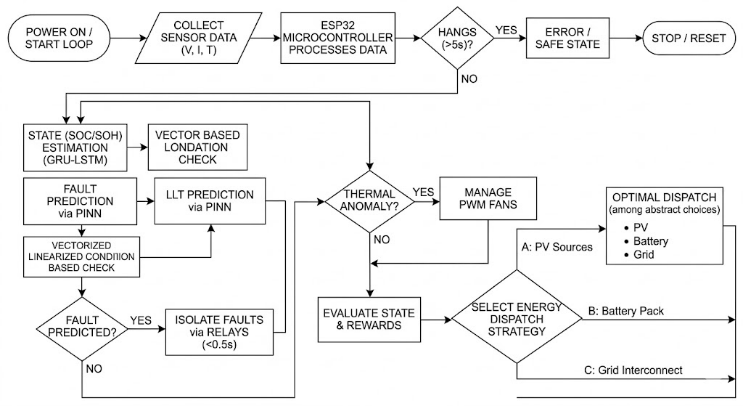 POWER ON /
START LOOP
COLLECT
SENSOR DATA
(V, I, T)
ESP32
MICROCONTROLLER
PROCESSES DATA
HANGS
(>5s)?
YES
ERROR /
SAFE STATE
STOP / RESET
NO
STATE (SOC/SOH)
ESTIMATION
(GRU-LSTM)
VECTOR BASED
LONDATION
CHECK
FAULT
PREDICTION
via PINN
LLT PREDICTION
via PINN
VECTORIZED
LINEARIZED CONDIION
BASED CHECK
FAULT
PREDICTED?
YES
ISOLATE FAULTS
via RELAYS
(<0.5s)
NO
THERMAL
ANOMALY?
YES
MANAGE
PWM FANS
NO
EVALUATE STATE
& REWARDS
SELECT ENERGY
DISPATCH
STRATEGY
A: PV Sources
OPTIMAL DISPATCH
(among abstract choices)
• PV
• Battery
• Grid
B: Battery Pack
C: Grid Interconnect